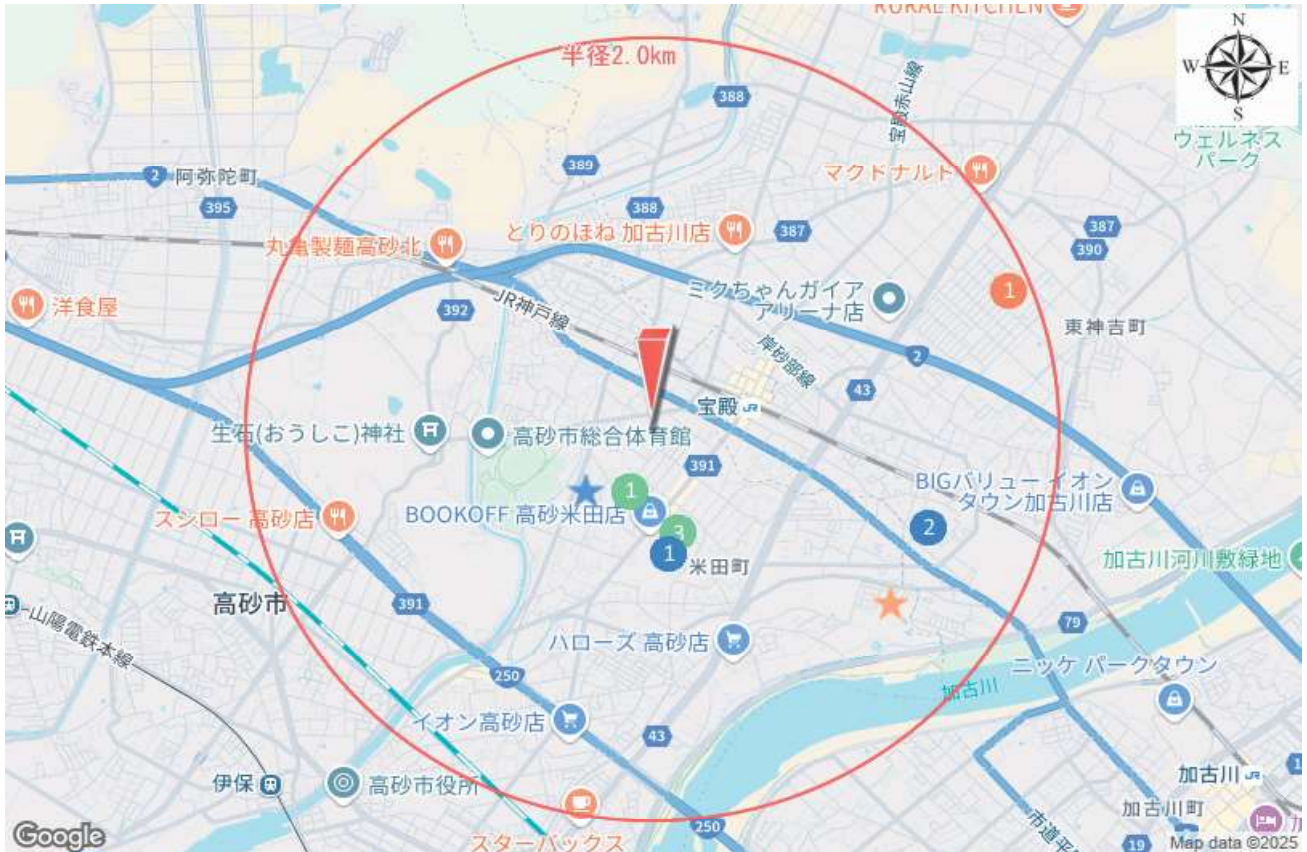 RURAL KITCHEN
N
W E
S
半径2.0km
388
宝殿赤山線
ウェルネス
パーク
389
マクドナルト
2
阿弥陀町
395
388
387
387
390
丸亀製麺高砂北
とりのほね 加古川店
ミクちゃんガイア
アリーナ店
1
洋食屋
392
JR神戸線
東神吉町
岸砂部線
2
43
宝殿 JR
生石(おうしこ)神社
高砂市総合体育館
391
BIGバリュー イオン
タウン加古川店
1
スシロー 高砂店
BOOKOFF 高砂米田店
3
2
1
米田町
加古川河川敷緑地
高砂市
391
79
山陽電鉄本線
ハローズ 高砂店
ニッケ パークタウン
250
加古川
イオン高砂店
43
伊保
高砂市役所
加古川 JR
加古川町
スターバックス
250
市道平
19
Google
Map data ©2025